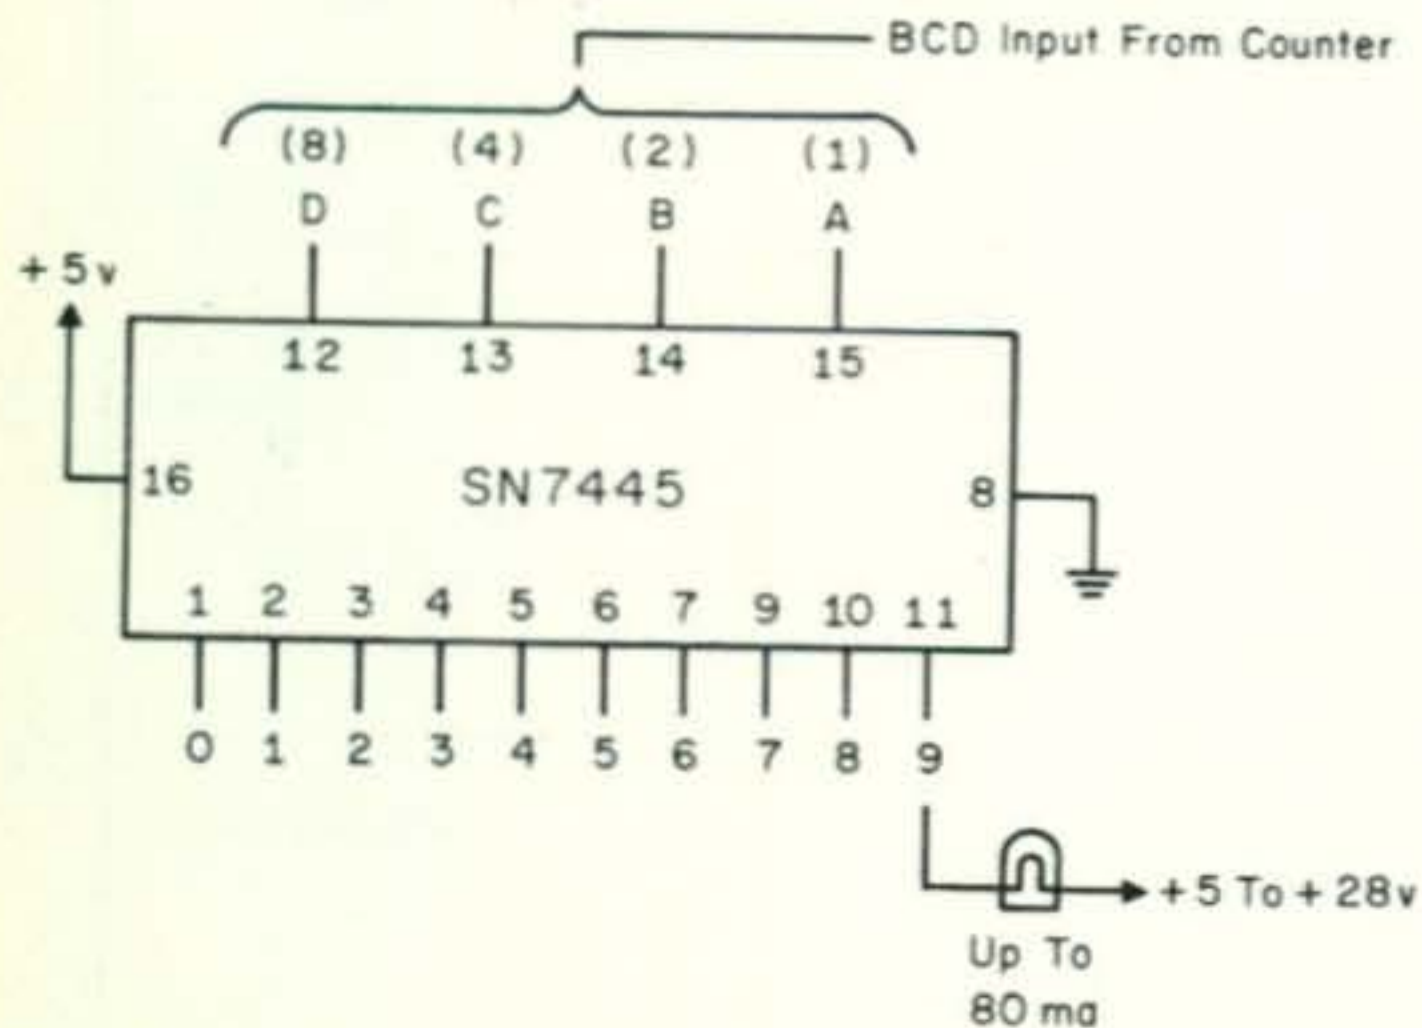 BCD Input From Counter
(8) (4) (2) (1)
D C B A
+5v
12 13 14 15
16 SN7445 8
1 2 3 4 5 6 7 9 10 11
0 1 2 3 4 5 6 7 8 9
+5 To +28v
Up To
80 ma